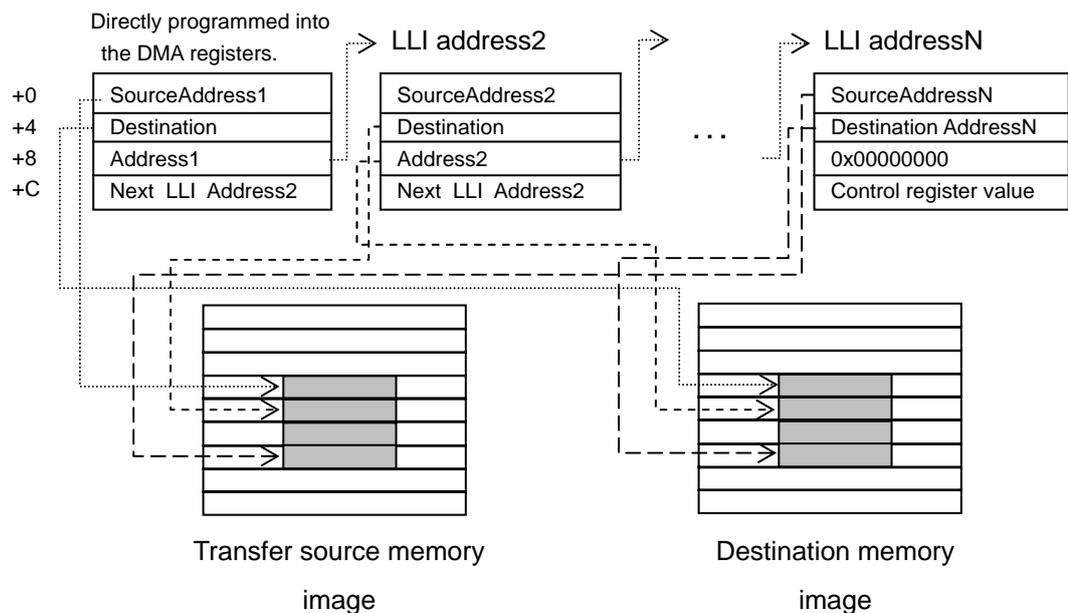 Directly programmed into
the DMA registers.
LLI address2
LLI addressN
+0
+4
+8
+C
SourceAddress1
Destination
Address1
Next LLI Address2
SourceAddress2
Destination
Address2
Next LLI Address2
...
SourceAddressN
Destination AddressN
0x00000000
Control register value
Transfer source memory
image
Destination memory
image